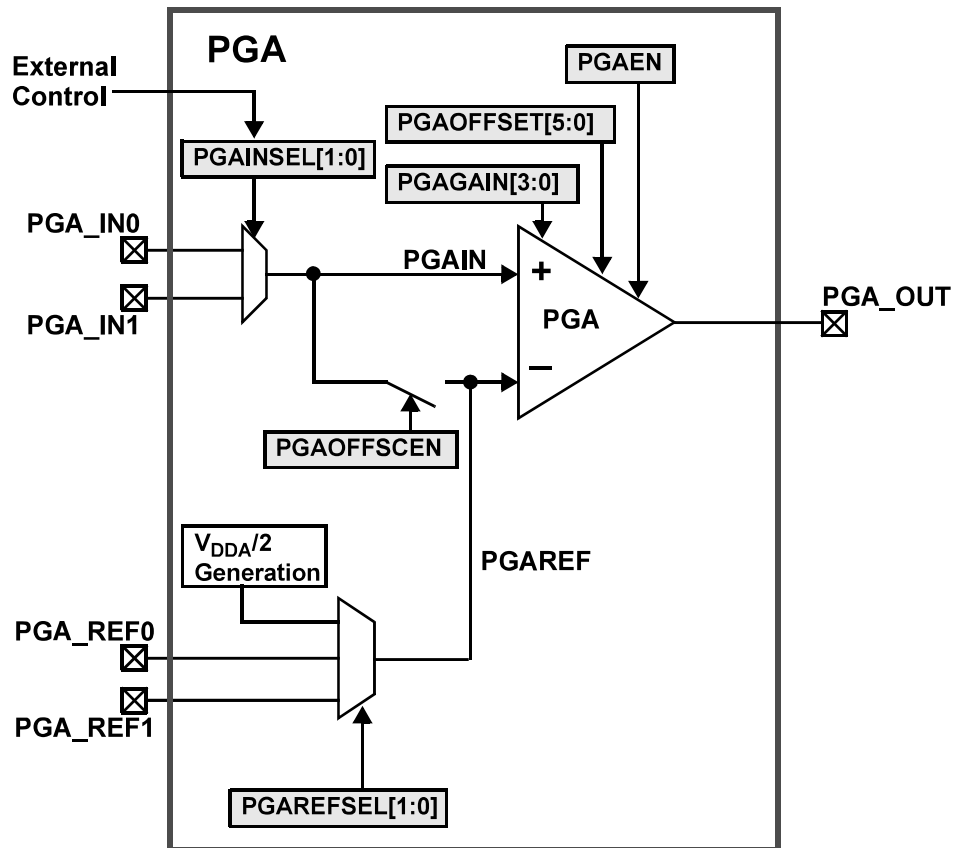 PGA
External
Control
PGAEN
PGAOFFSET[5:0]
PGAINSEL[1:0]
PGAGAIN[3:0]
PGA_IN0
PGAIN
+
PGA_IN1
PGA
PGA_OUT
–
PGAOFFSCEN
VDDA/2
Generation
PGAREF
PGA_REF0
PGA_REF1
PGAREFSEL[1:0]